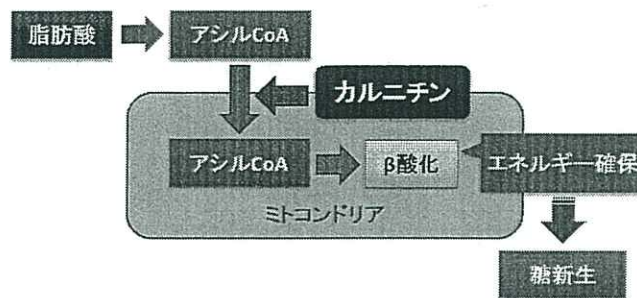 脂肪酸
アシルCoA
カルニチン
アシルCoA
β酸化
エネルギー確保
ミトコンドリア
糖新生